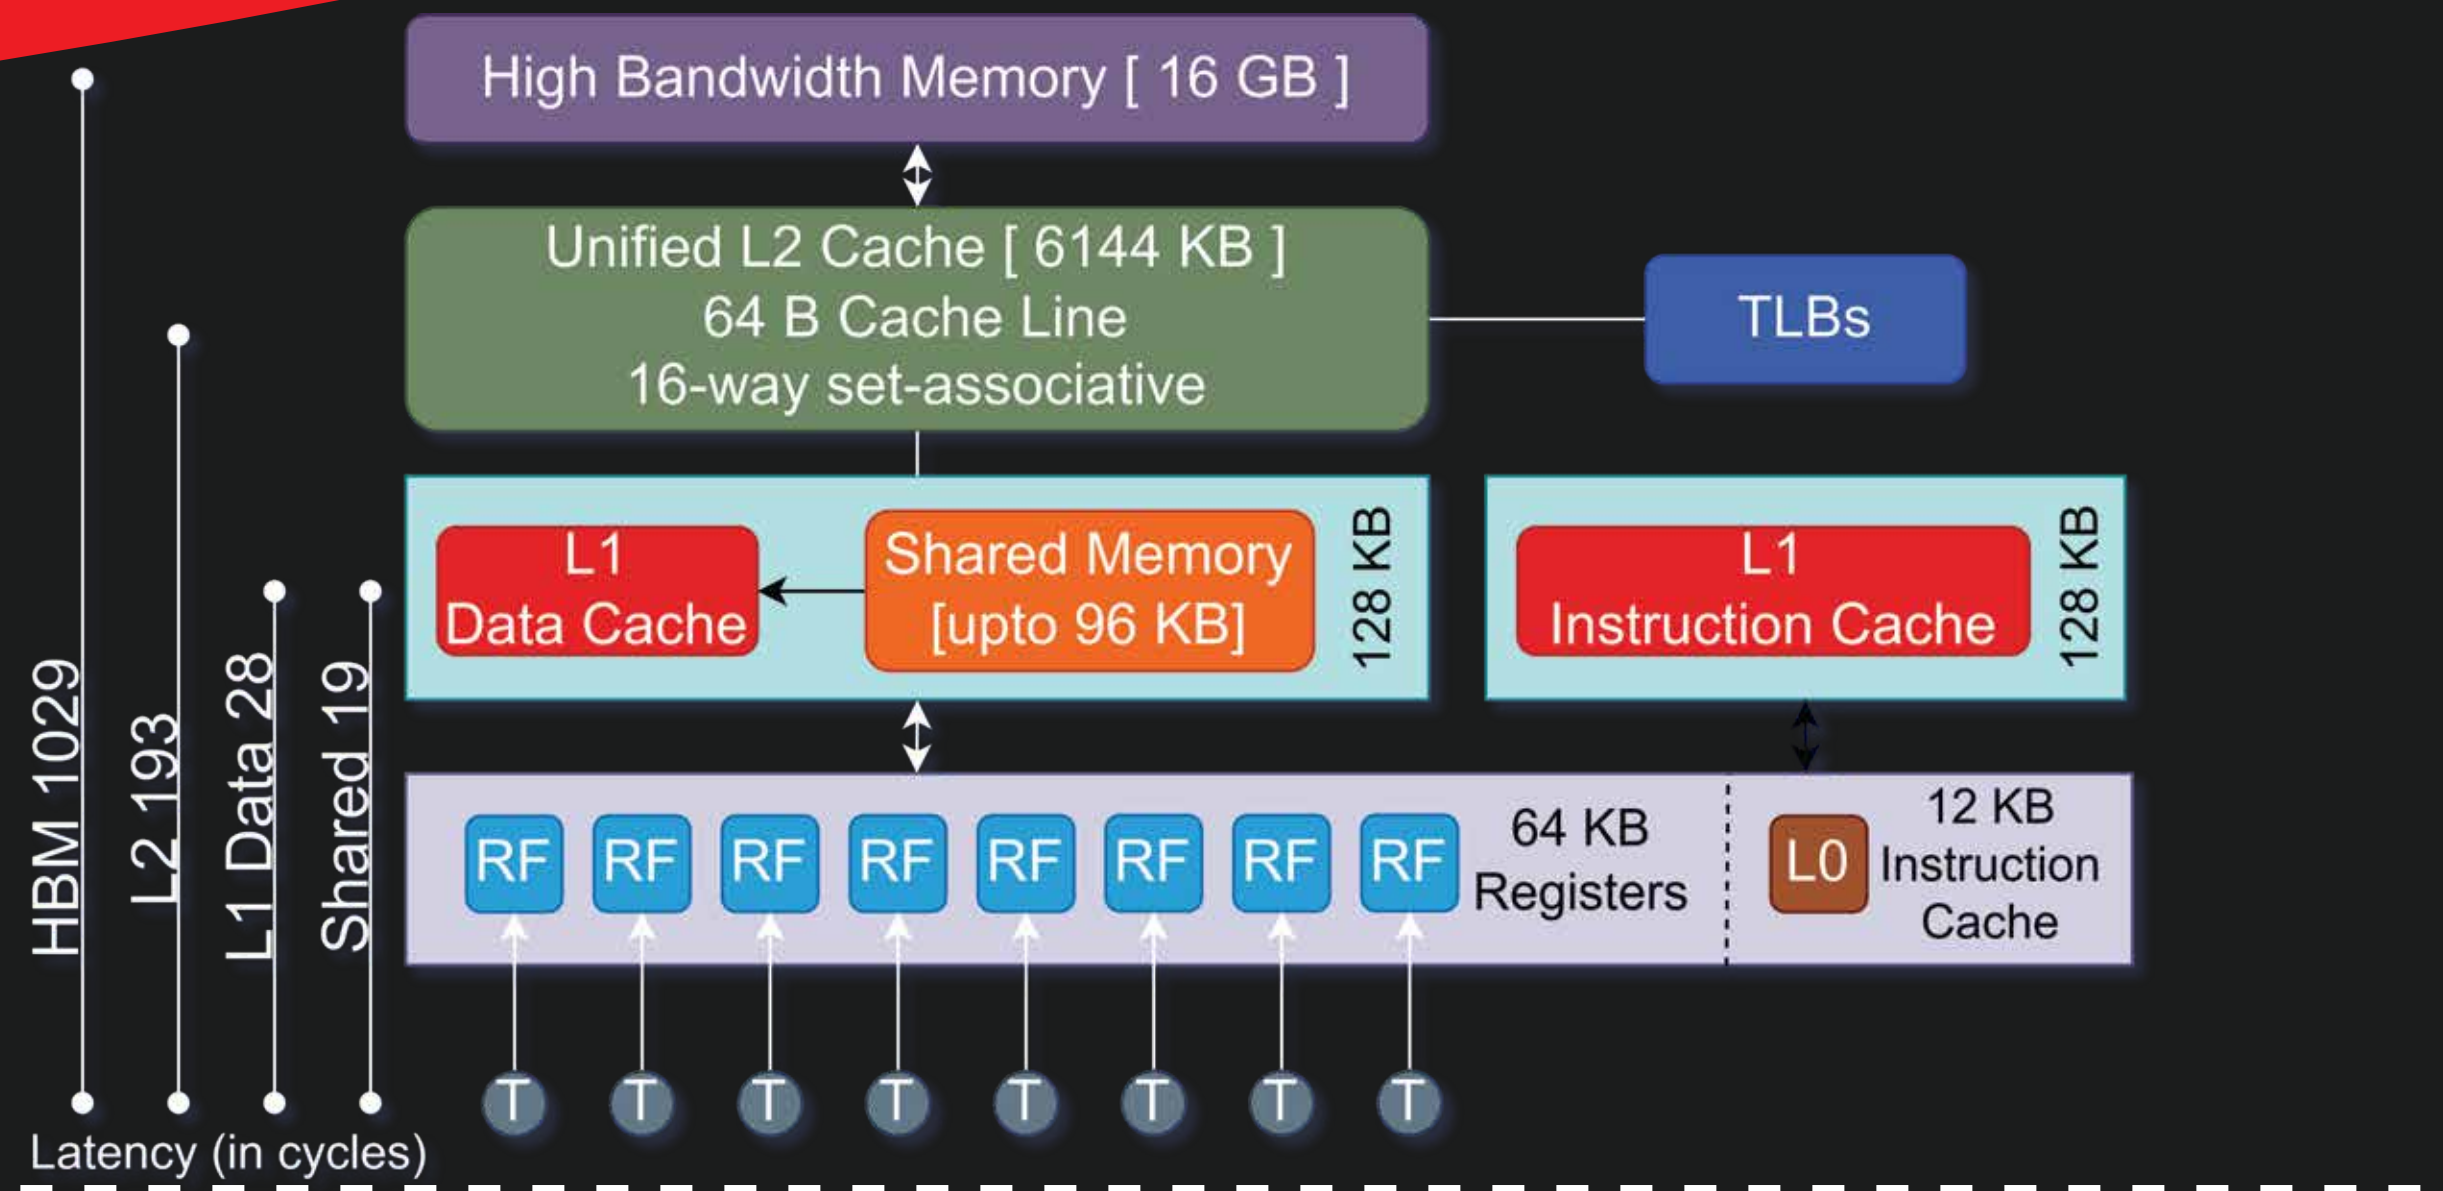 High Bandwidth Memory [ 16 GB ]
Unified L2 Cache [ 6144 KB ]
64 B Cache Line
16-way set-associative
TLBs
L1
Data Cache
Shared Memory
[upto 96 KB]
128 KB
L1
Instruction Cache
128 KB
HBM 1029
L2 193
L1 Data 28
Shared 19
RF
RF
RF
RF
RF
RF
RF
RF
64 KB
Registers
L0
12 KB
Instruction
Cache
T
T
T
T
T
T
T
T
Latency (in cycles)